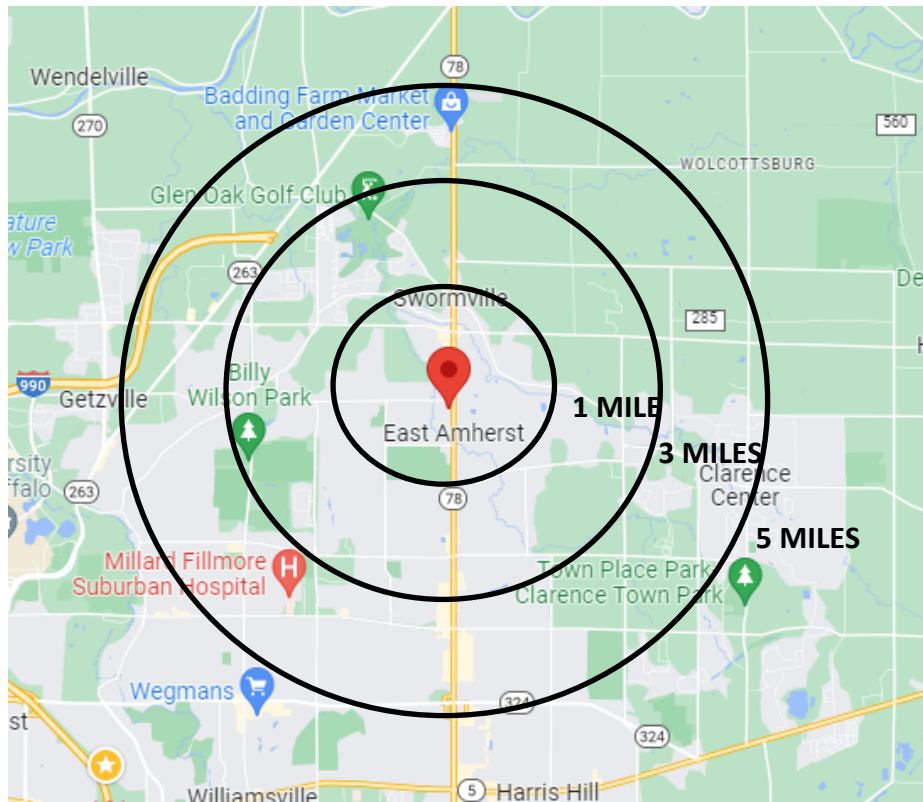 Wendelville
78
Badding Farm Market
and Garden Center
270
560
WOLCOTTSBURG
Glen Oak Golf Club
ature
w Park
263
De
Swormville
285
H
990
Getzville
Billy
Wilson Park
1 MILE
East Amherst
3 MILES
ersity
ffalo
263
78
Clarence
Center
5 MILES
Millard Fillmore
Suburban Hospital
H
Town Place Park-
Clarence Town Park
Wegmans
324
st
324
5
Harris Hill
Williamsville